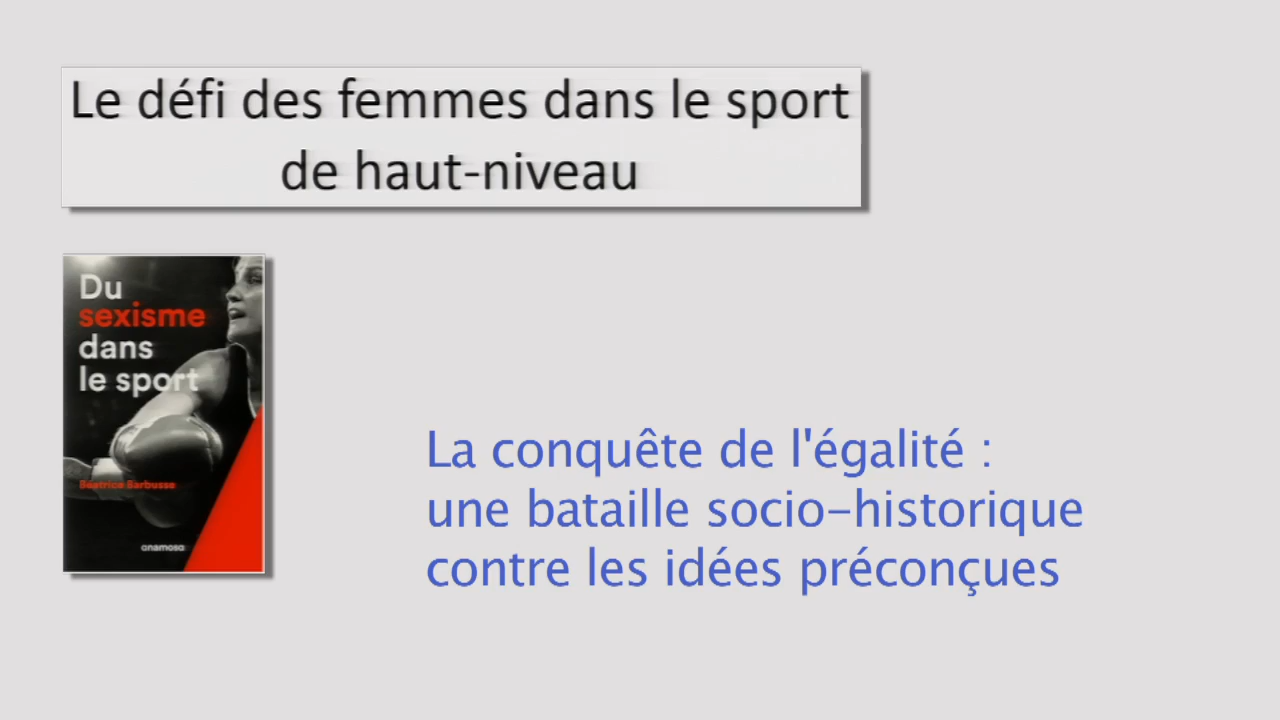 Le défi des femmes dans le sport
de haut-niveau
Du
sexisme
dans
le sport
Béatrice Barbusse
anamosa
La conquête de l'égalité :
une bataille socio-historique
contre les idées préconçues